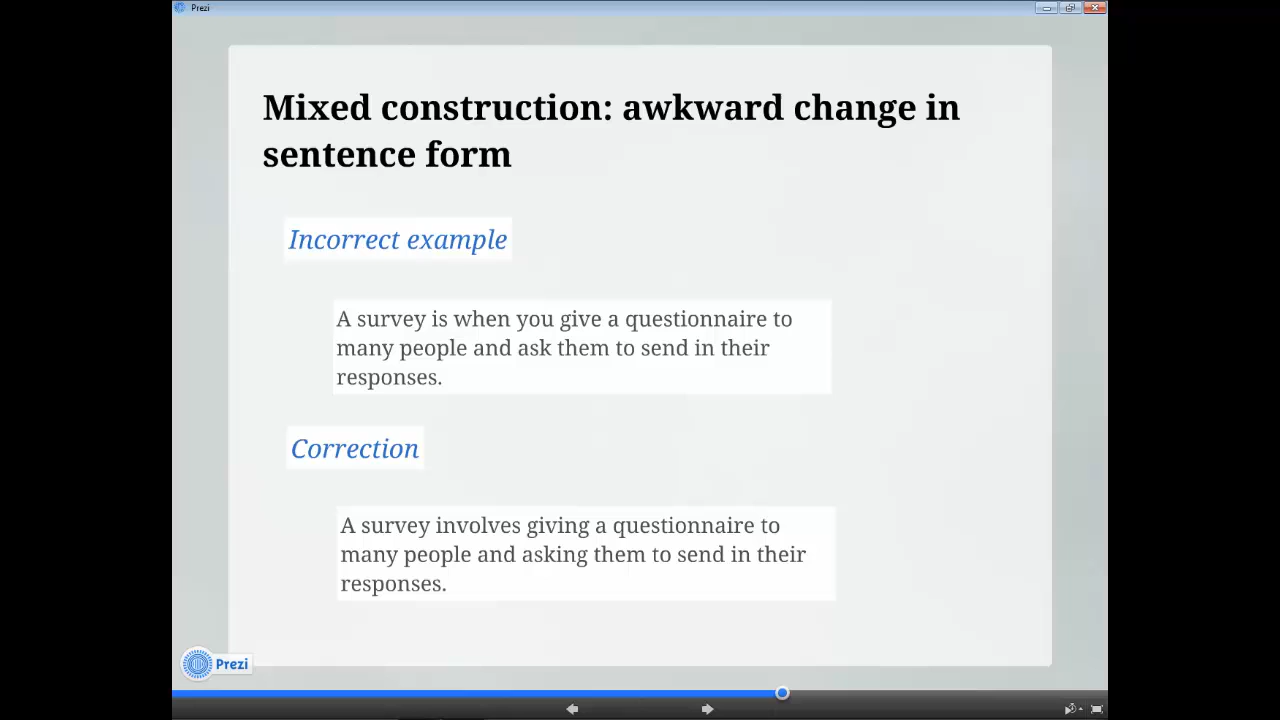 Prezi
Mixed construction: awkward change in
sentence form
Incorrect example
A survey is when you give a questionnaire to
many people and ask them to send in their
responses.
Correction
A survey involves giving a questionnaire to
many people and asking them to send in their
responses.
Prezi